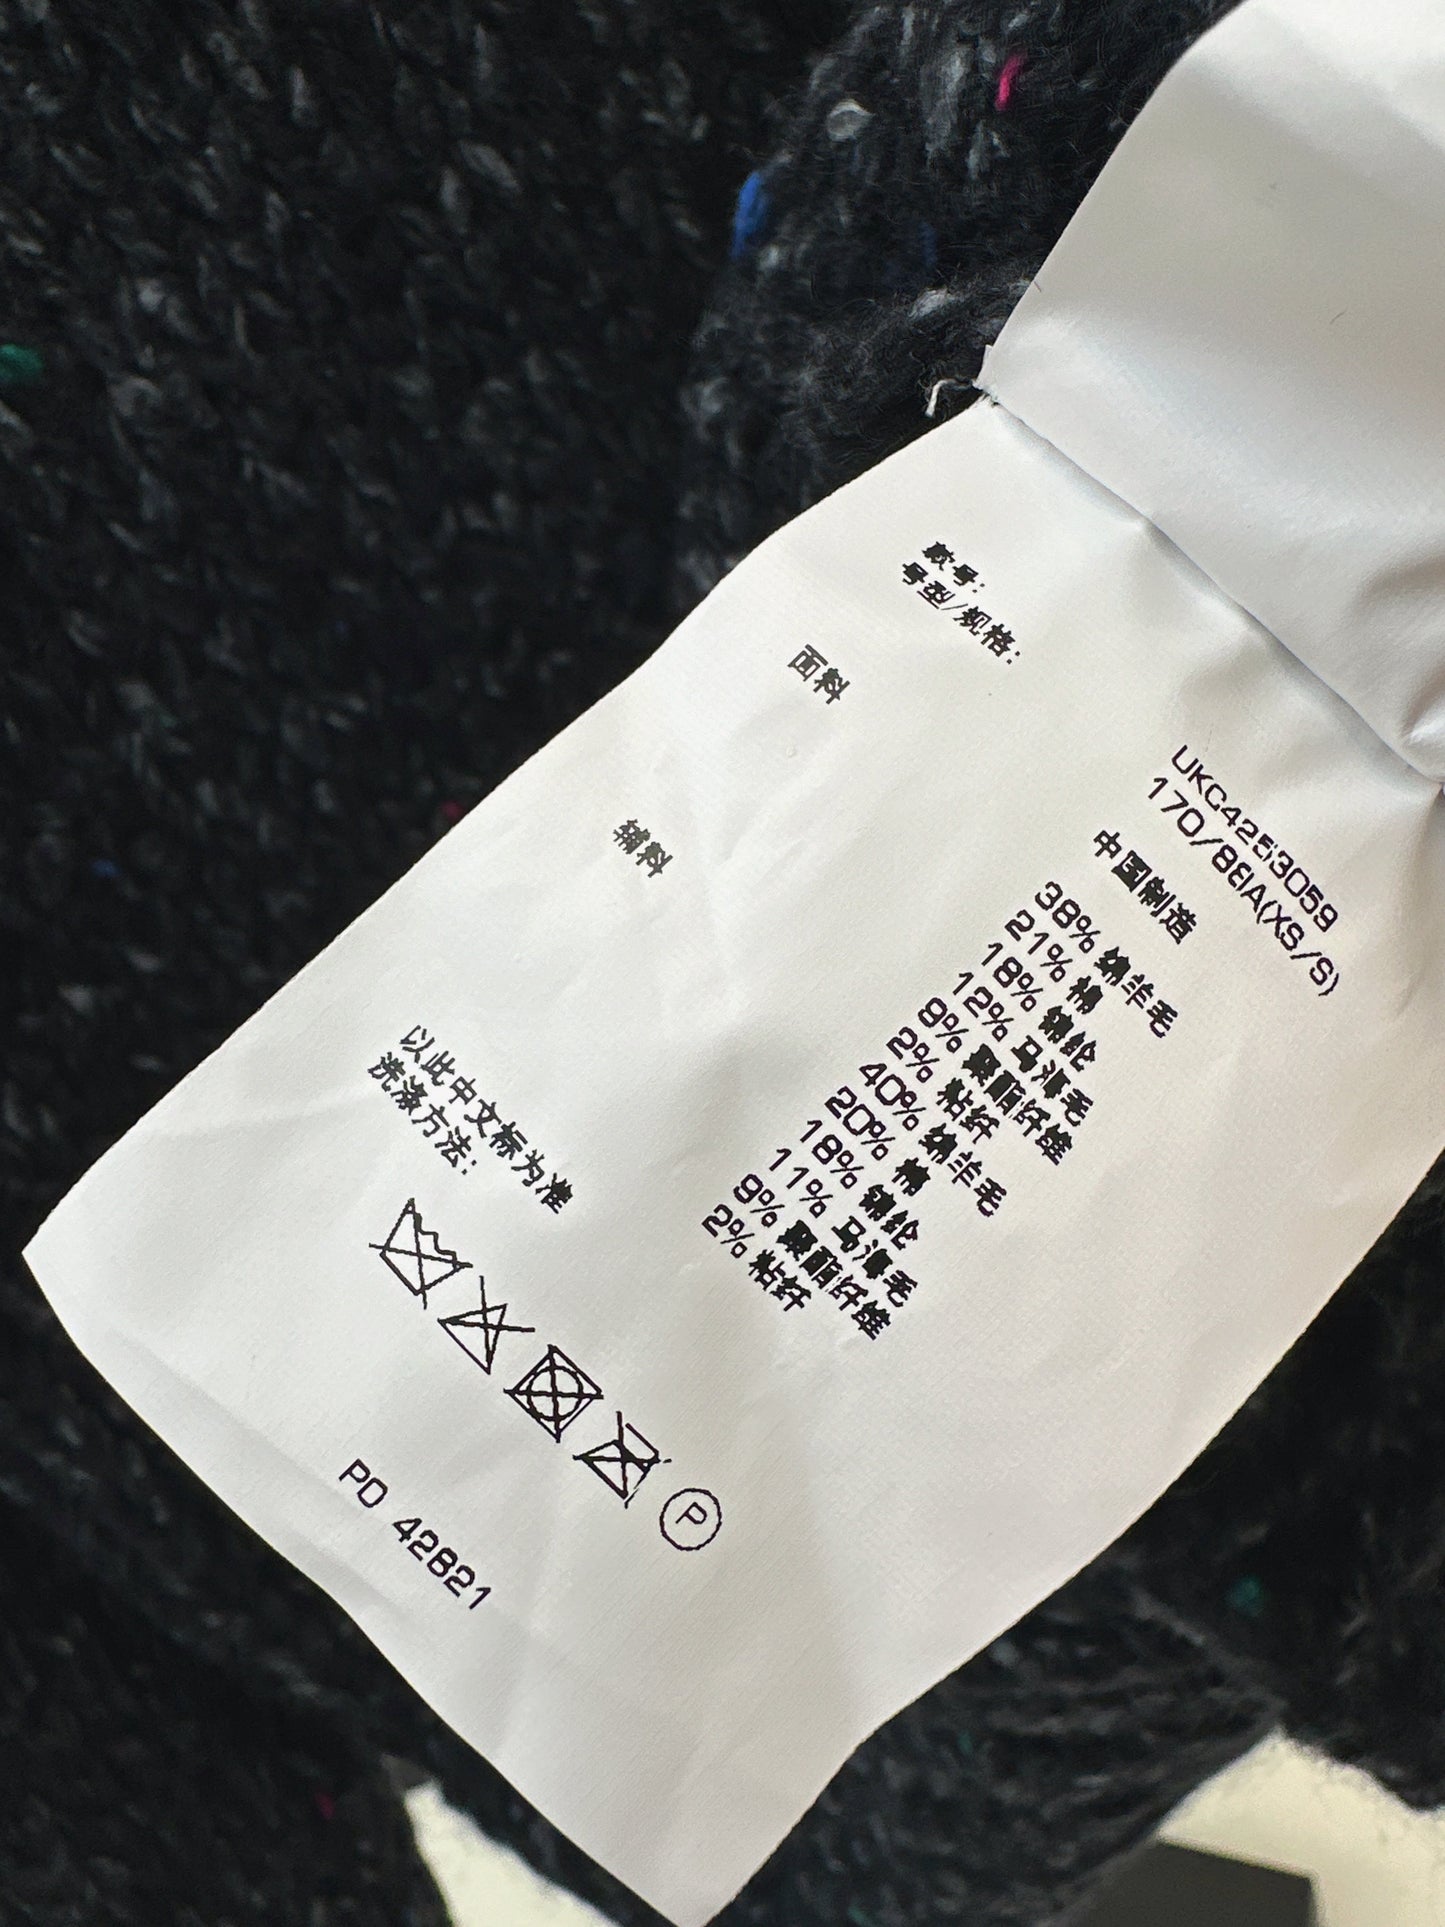 款号:
UKC4253059
号型/规格:
170/88A(XS/S)
中国制造
面料
38% 绵羊毛
21% 棉
18% 锦纶
12% 马海毛
9% 聚酯纤维
2% 粘纤
辅料
40% 绵羊毛
20% 棉
18% 锦纶
11% 马海毛
9% 聚酯纤维
2% 粘纤
以此中文标为准
洗涤方法:
P
PO 42821